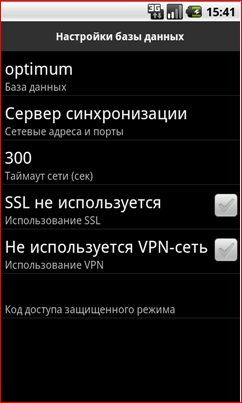 3G 15:41
Настройки базы данных
optimum
База данных
Сервер синхронизации
Сетевые адреса и порты
300
Таймаут сети (сек)
SSL не используется
Использование SSL
Не используется VPN-сеть
Использование VPN
Код доступа защищенного режима